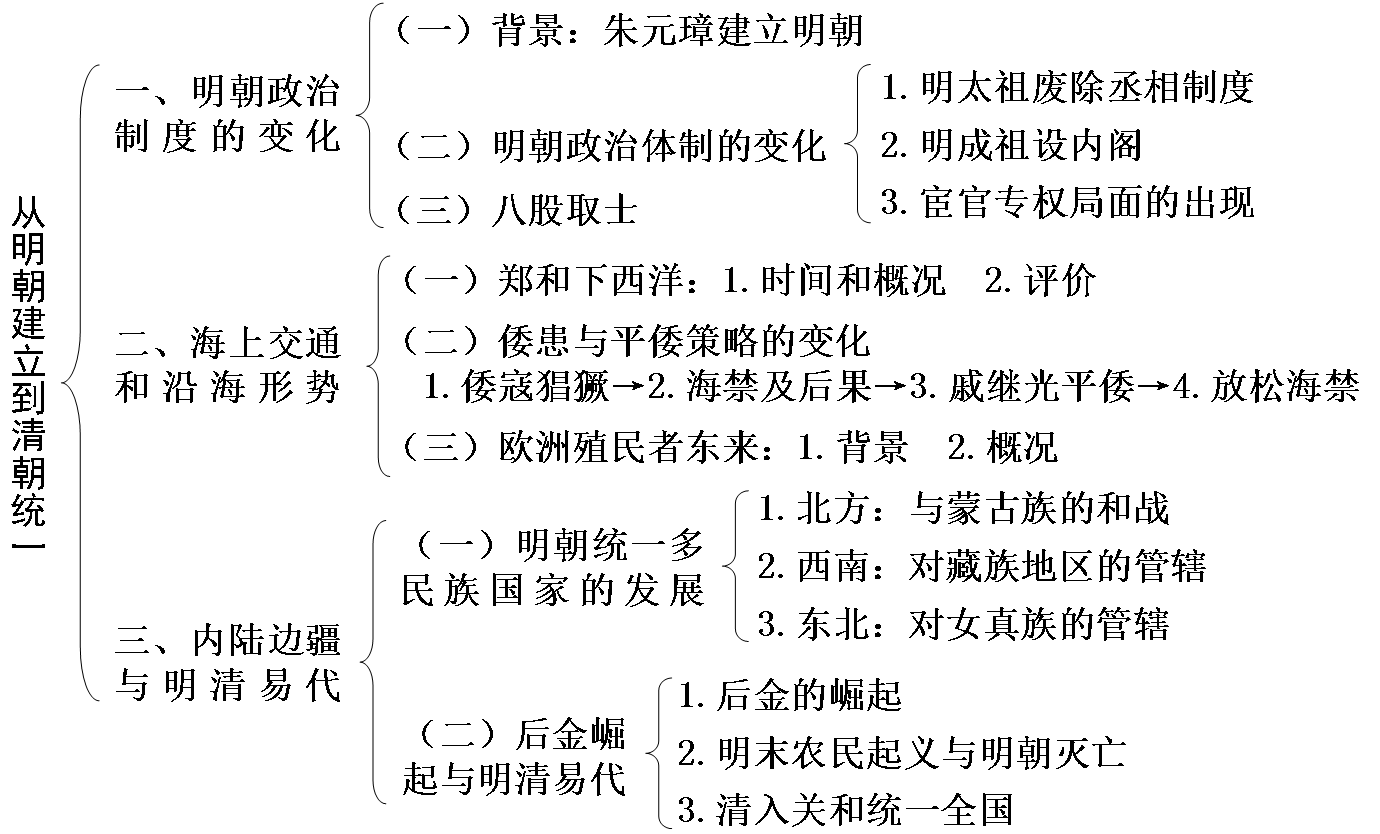 从明朝建立到清朝统一
一、明朝政治
制度的变化
（一）背景：朱元璋建立明朝
（二）明朝政治体制的变化
1.明太祖废除丞相制度
2.明成祖设内阁
3.宦官专权局面的出现
（三）八股取士
二、海上交通
和沿海形势
（一）郑和下西洋：1.时间和概况 2.评价
（二）倭患与平倭策略的变化
1.倭寇猖獗→2.海禁及后果→3.戚继光平倭→4.放松海禁
（三）欧洲殖民者东来：1.背景 2.概况
三、内陆边疆
与明清易代
（一）明朝统一多
民族国家的发展
1.北方：与蒙古族的和战
2.西南：对藏族地区的管辖
3.东北：对女真族的管辖
（二）后金崛
起与明清易代
1.后金的崛起
2.明末农民起义与明朝灭亡
3.清入关和统一全国